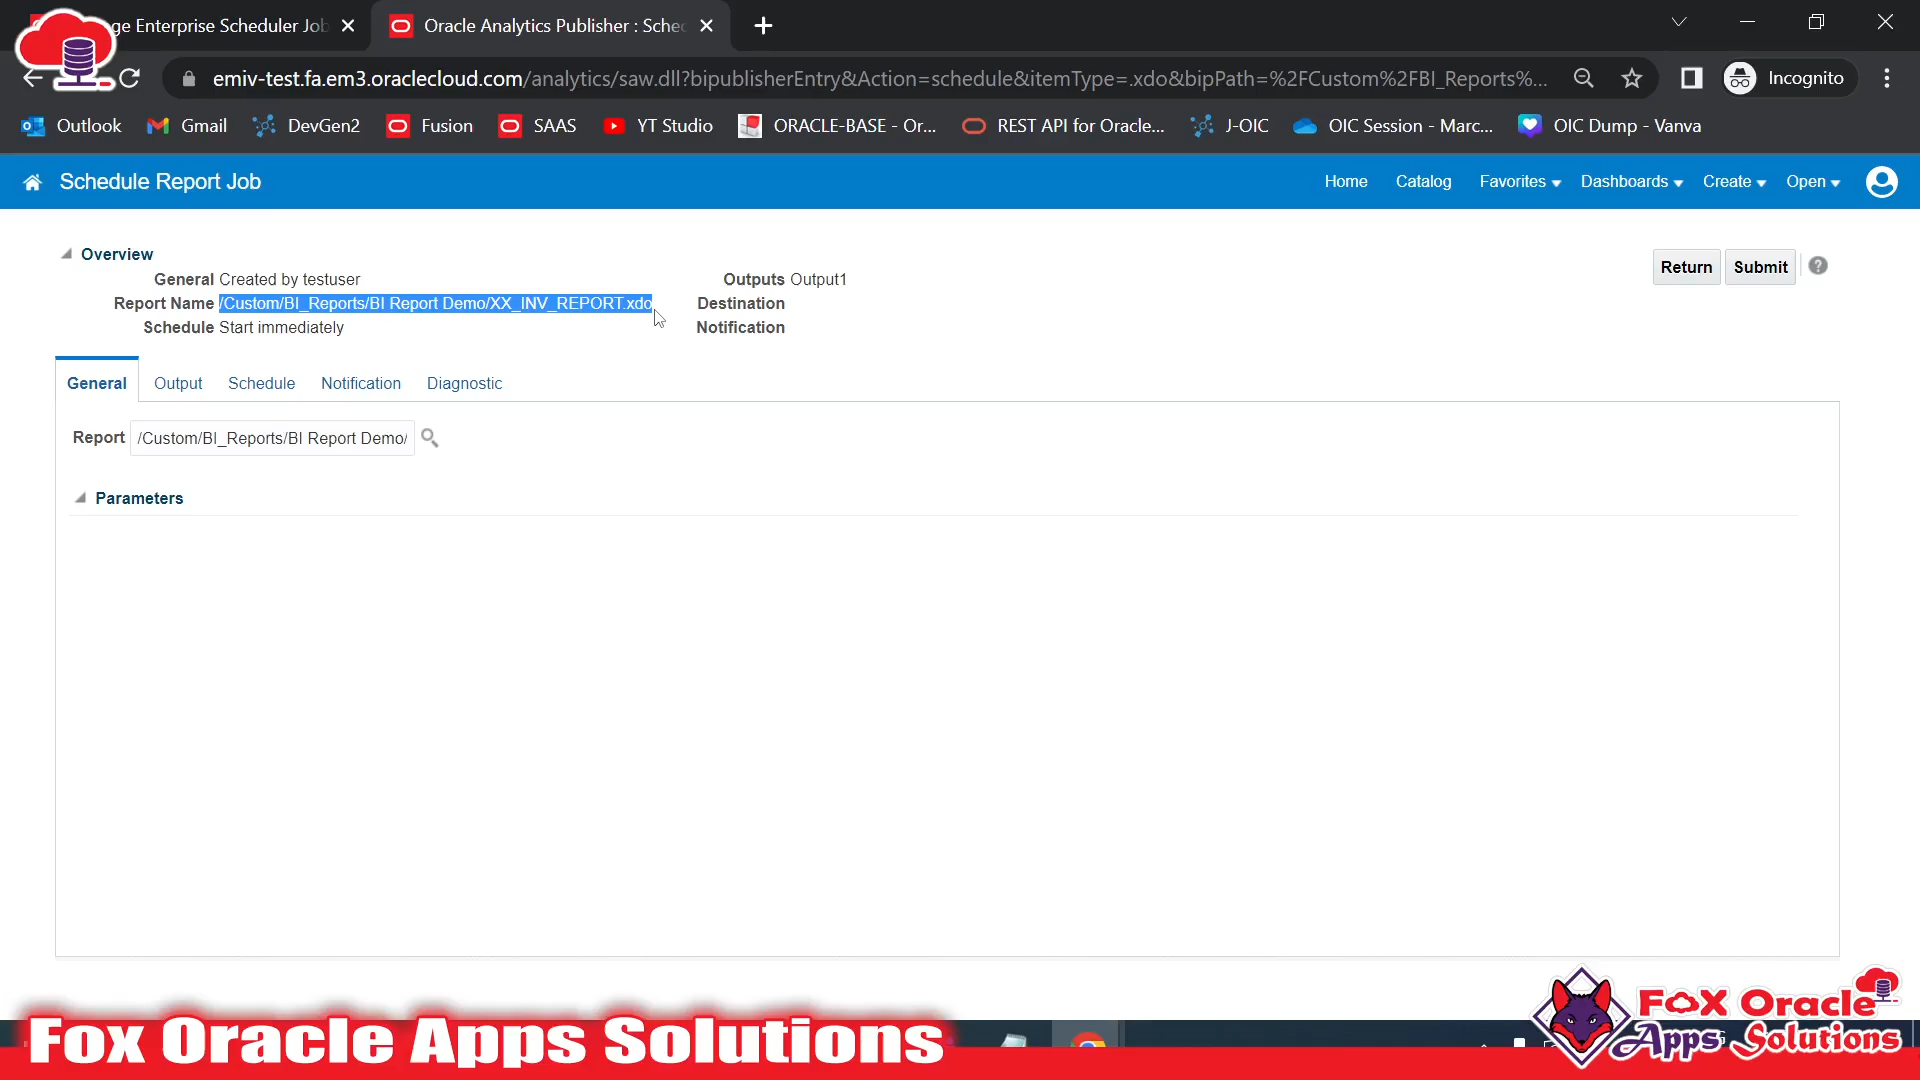 ge Enterprise Scheduler Job
Oracle Analytics Publisher : Sche
emiv-test.fa.em3.oraclecloud.com/analytics/saw.dll?bipublisherEntry&Action=schedule&itemType=.xdo&bipPath=%2FCustom%2FBI_Reports%...
Incognito
Outlook Gmail DevGen2 Fusion SAAS YT Studio ORACLE-BASE - Or... REST API for Oracle... J-OIC OIC Session - Marc... OIC Dump - Vanva
Schedule Report Job
Home Catalog Favorites Dashboards Create Open
Overview
General Created by testuser
Outputs Output1
Return Submit
Report Name /Custom/BI_Reports/BI Report Demo/XX_INV_REPORT.xdo
Destination
Schedule Start immediately
Notification
General Output Schedule Notification Diagnostic
Report /Custom/BI_Reports/BI Report Demo/
Parameters
Fox Oracle Apps Solutions
FoX Oracle
Apps Solutions